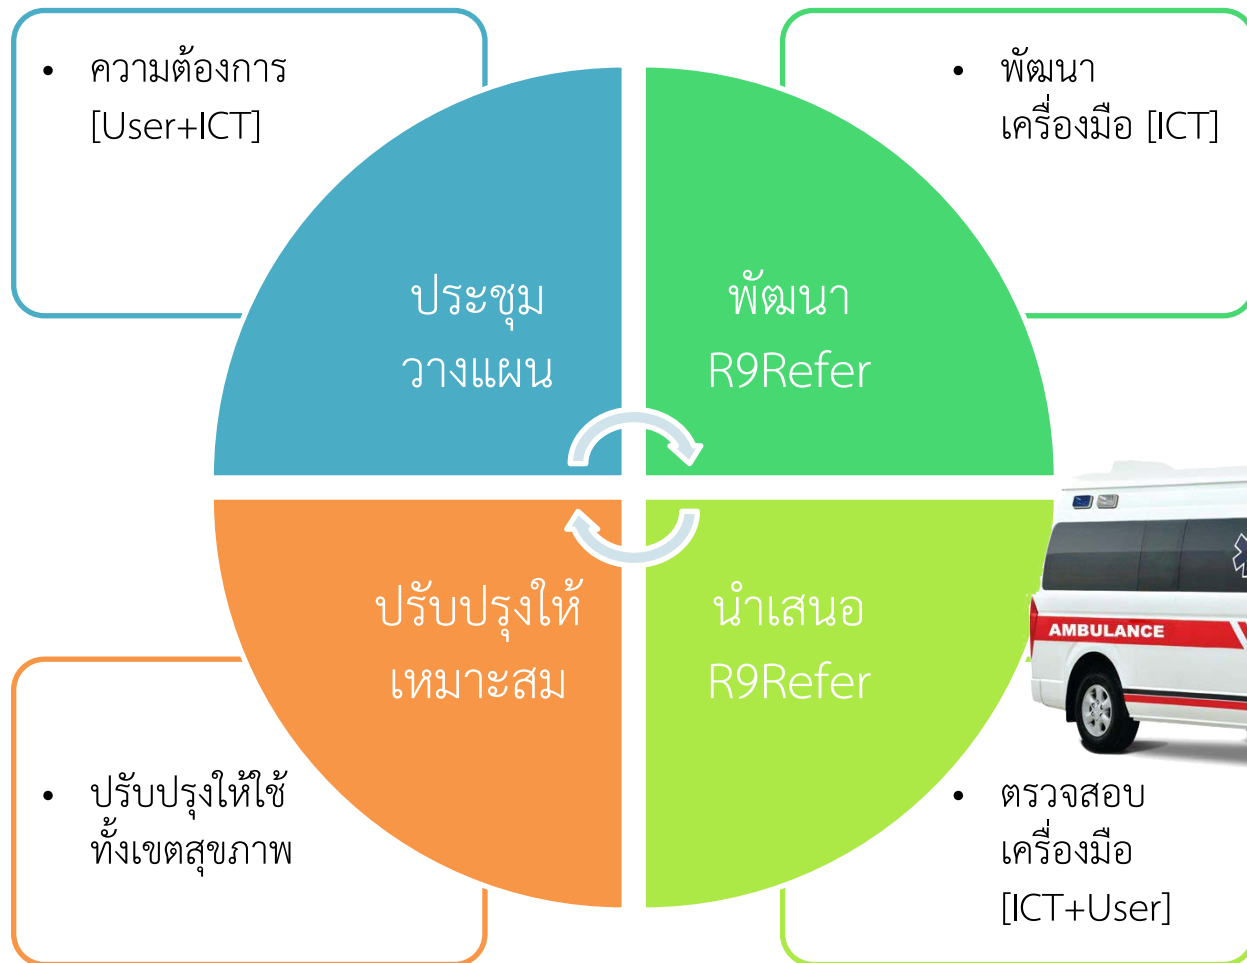 • ความต้องการ
[User+ICT]
• พัฒนา
เครื่องมือ [ICT]
ประชุม
วางแผน
พัฒนา
R9Refer
ปรับปรุงให้
เหมาะสม
นำเสนอ
R9Refer
AMBULANCE
• ปรับปรุงให้ใช้
ทั้งเขตสุขภาพ
• ตรวจสอบ
เครื่องมือ
[ICT+User]